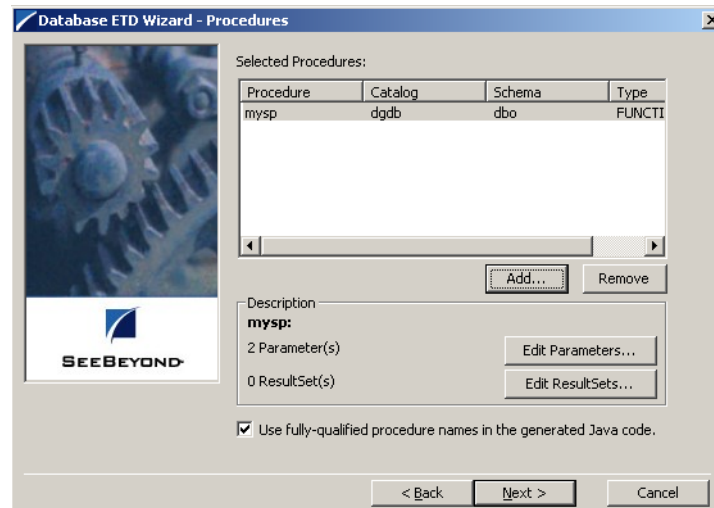 Database ETD Wizard - Procedures
Selected Procedures:
Procedure Catalog Schema Type
mysp dgdb dbo FUNCTI
Add... Remove
Description
mysp:
2 Parameter(s) Edit Parameters...
0 ResultSet(s) Edit ResultSets...
SEEBEYOND
Use fully-qualified procedure names in the generated Java code.
< Back Next > Cancel